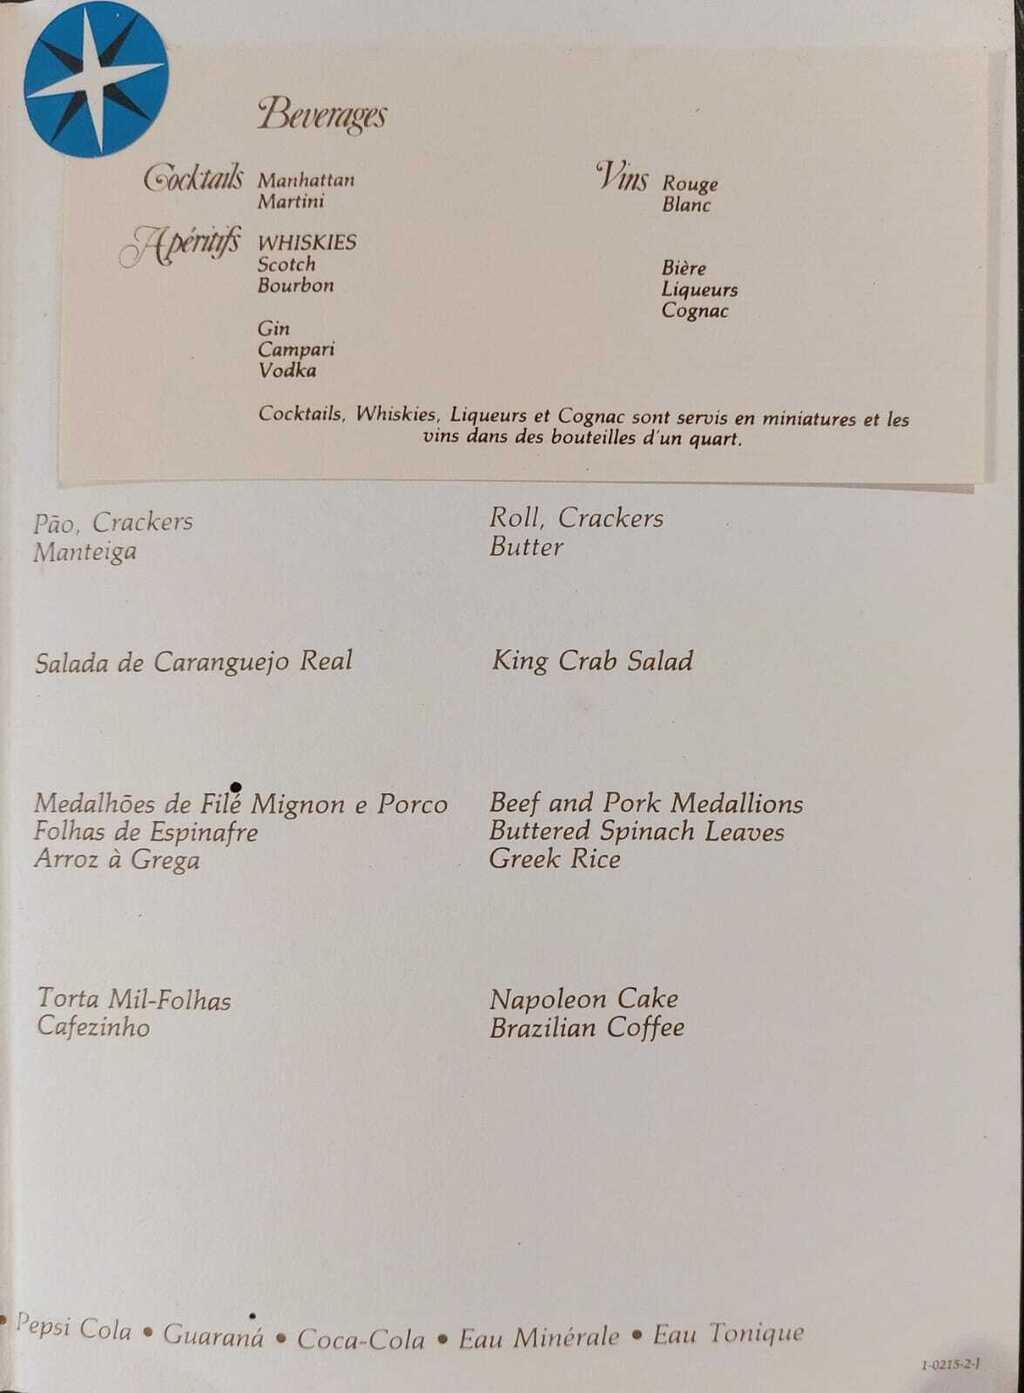 Beverages
Cocktails Manhattan
Martini
Apéritifs WHISKIES
Scotch
Bourbon
Gin
Campari
Vodka
Vins Rouge
Blanc
Bière
Liqueurs
Cognac
Cocktails, Whiskies, Liqueurs et Cognac sont servis en miniatures et les
vins dans des bouteilles d'un quart.
Pão, Crackers
Manteiga
Roll, Crackers
Butter
Salada de Caranguejo Real
King Crab Salad
Medalhões de Filé Mignon e Porco
Folhas de Espinafre
Arroz à Grega
Beef and Pork Medallions
Buttered Spinach Leaves
Greek Rice
Torta Mil-Folhas
Cafezinho
Napoleon Cake
Brazilian Coffee
• Pepsi Cola • Guaraná • Coca-Cola • Eau Minérale • Eau Tonique
1-0215-2-J